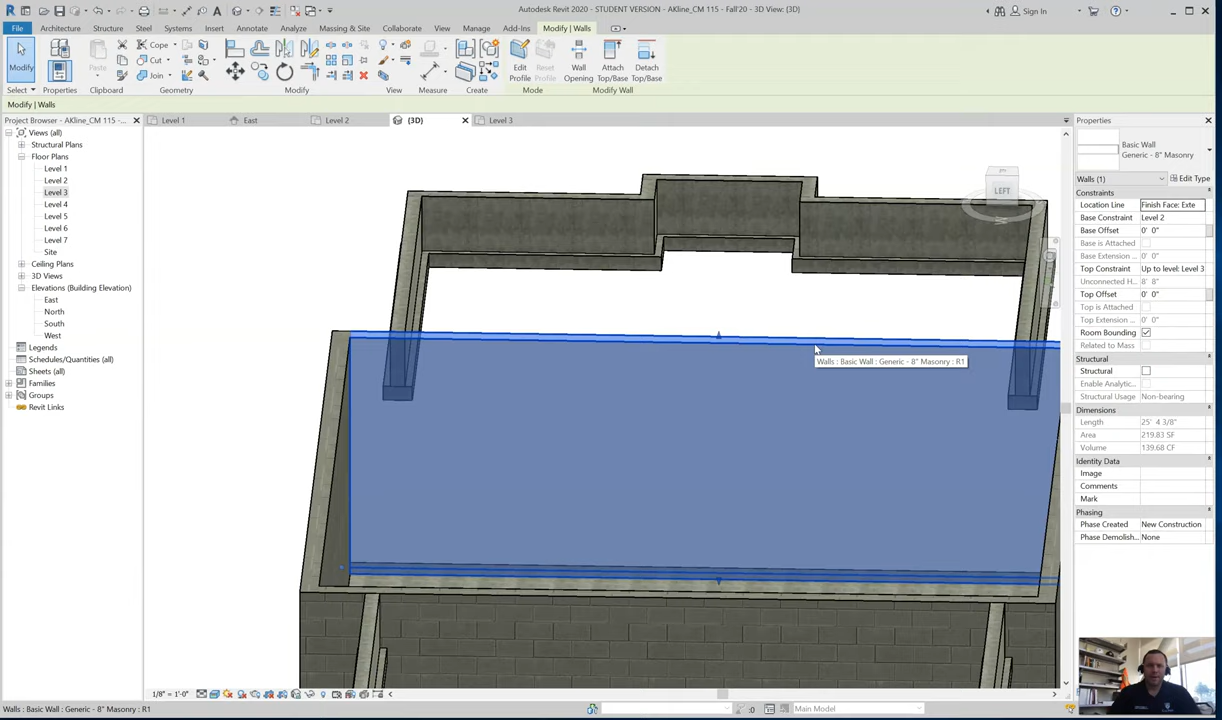 Autodesk Revit 2020 - STUDENT VERSION - AKline_CM 115 - Fall'20 - 3D View: {3D}
Sign In
File Architecture Structure Steel Systems Insert Annotate Analyze Massing & Site Collaborate View Manage Add-Ins Modify | Walls
Modify
Paste
Cope
Cut
Join
Edit Profile
Reset Profile
Wall Opening
Attach Top/Base
Detach Top/Base
Select Properties Clipboard Geometry Modify View Measure Create Mode Modify Wall
Modify | Walls
Project Browser - AKline_CM 115 -...
Level 1
East
Level 2
{3D}
Level 3
Views (all)
Structural Plans
Floor Plans
Level 1
Level 2
Level 3
Level 4
Level 5
Level 6
Level 7
Site
Ceiling Plans
3D Views
Elevations (Building Elevation)
East
North
South
West
Legends
Schedules/Quantities (all)
Sheets (all)
Families
Groups
Revit Links
LEFT
Walls : Basic Wall : Generic - 8" Masonry : R1
Properties
Basic Wall
Generic - 8" Masonry
Walls (1) Edit Type
Constraints
Location Line Finish Face: Exte
Base Constraint Level 2
Base Offset 0' 0"
Base is Attached
Base Extension ...
Top Constraint Up to level: Level 3
Unconnected H... 8' 8"
Top Offset 0' 0"
Top is Attached
Top Extension ... 0' 0"
Room Bounding
Related to Mass
Structural
Structural
Enable Analytic...
Structural Usage Non-bearing
Dimensions
Length 25' 4 3/8"
Area 219.83 SF
Volume 139.68 CF
Identity Data
Image
Comments
Mark
Phasing
Phase Created New Construction
Phase Demolish... None
1/8" = 1'-0"
Walls : Basic Wall : Generic - 8" Masonry : R1
:0
Main Model